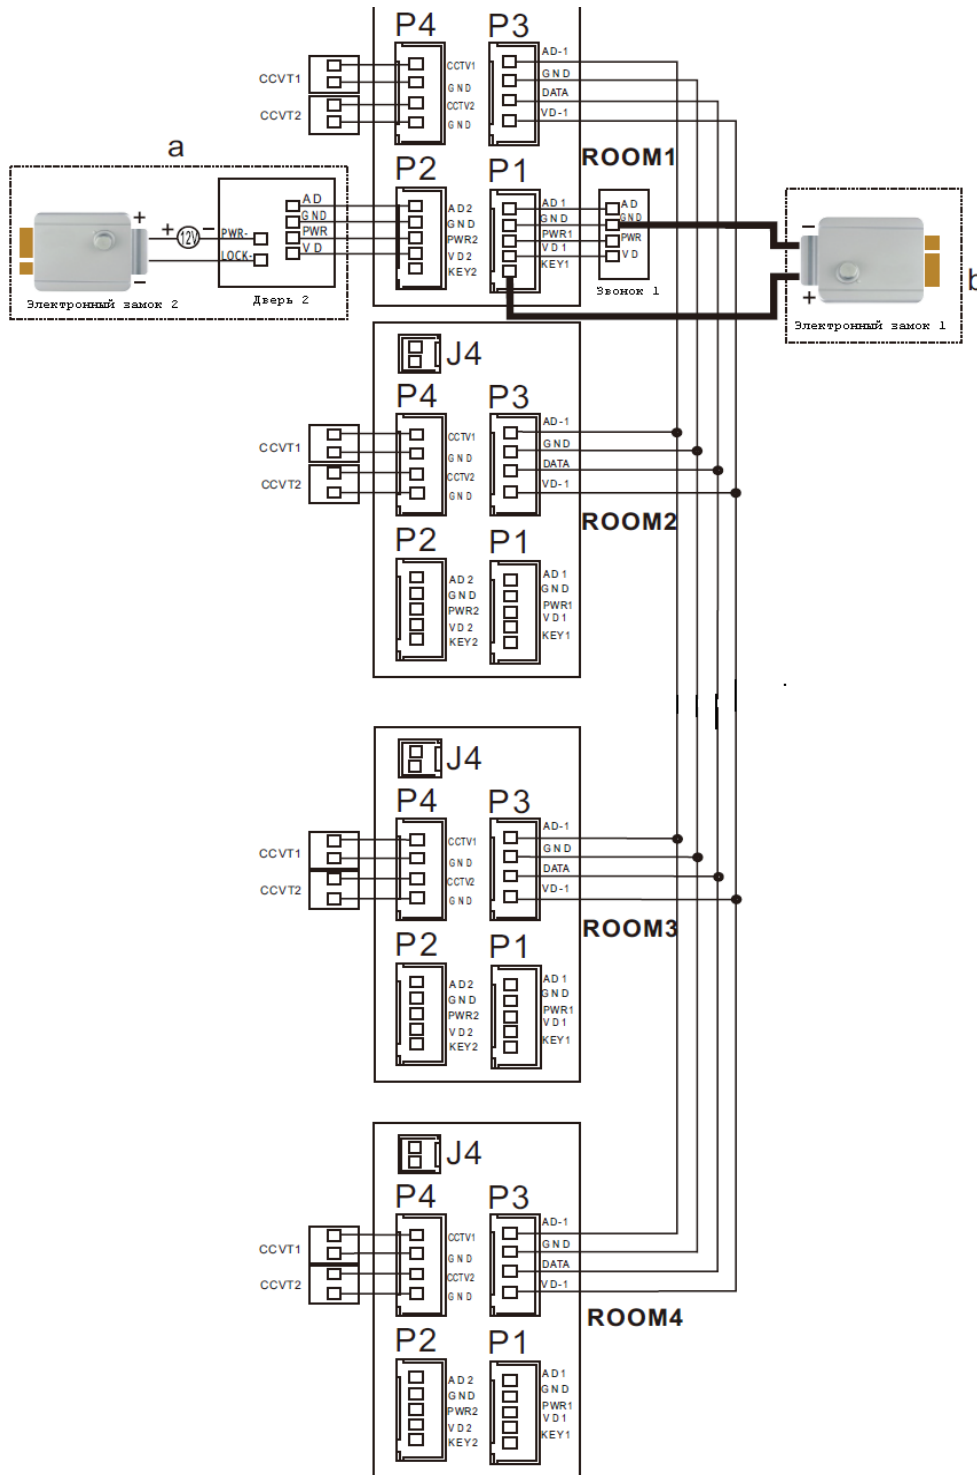 P4 P3
AD-1
CCTV1
GND
CCVT1
GND
DATA
CCTV2
CCVT2
VD-1
GND
ROOM1
a
P2 P1
AD
AD2
AD1
AD
GND
GND
GND
GND
+
+ 12V - PWR-
PWR
PWR2
PWR1
PWR
-
VD
VD2
VD1
VD
LOCK-
KEY2
KEY1
-
+
b
Электронный замок 2
Дверь 2
Звонок 1
Электронный замок 1
J4
P4 P3
AD-1
CCTV1
CCVT1
GND
GND
DATA
CCTV2
CCVT2
VD-1
GND
ROOM2
P2 P1
AD2
AD1
GND
GND
PWR2
PWR1
VD2
VD1
KEY2
KEY1
J4
P4 P3
AD-1
CCTV1
CCVT1
GND
GND
DATA
CCTV2
CCVT2
VD-1
GND
ROOM3
P2 P1
AD2
AD1
GND
GND
PWR2
PWR1
VD2
VD1
KEY2
KEY1
J4
P4 P3
AD-1
CCTV1
CCVT1
GND
GND
DATA
CCTV2
CCVT2
VD-1
GND
ROOM4
P2 P1
AD2
AD1
GND
GND
PWR2
PWR1
VD2
VD1
KEY2
KEY1